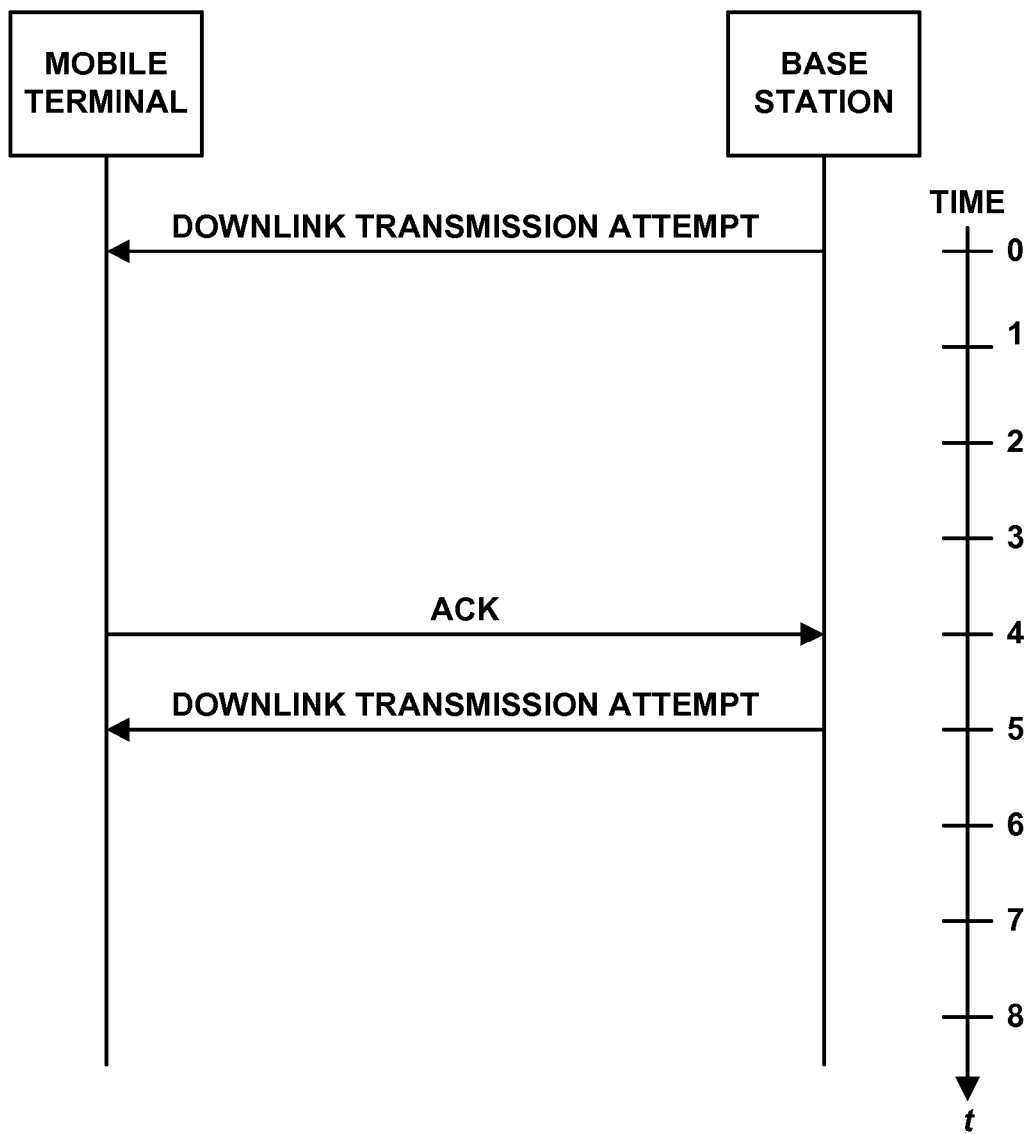 MOBILE
TERMINAL
BASE
STATION
TIME
DOWNLINK TRANSMISSION ATTEMPT
0
1
2
3
ACK
4
DOWNLINK TRANSMISSION ATTEMPT
5
6
7
8
t